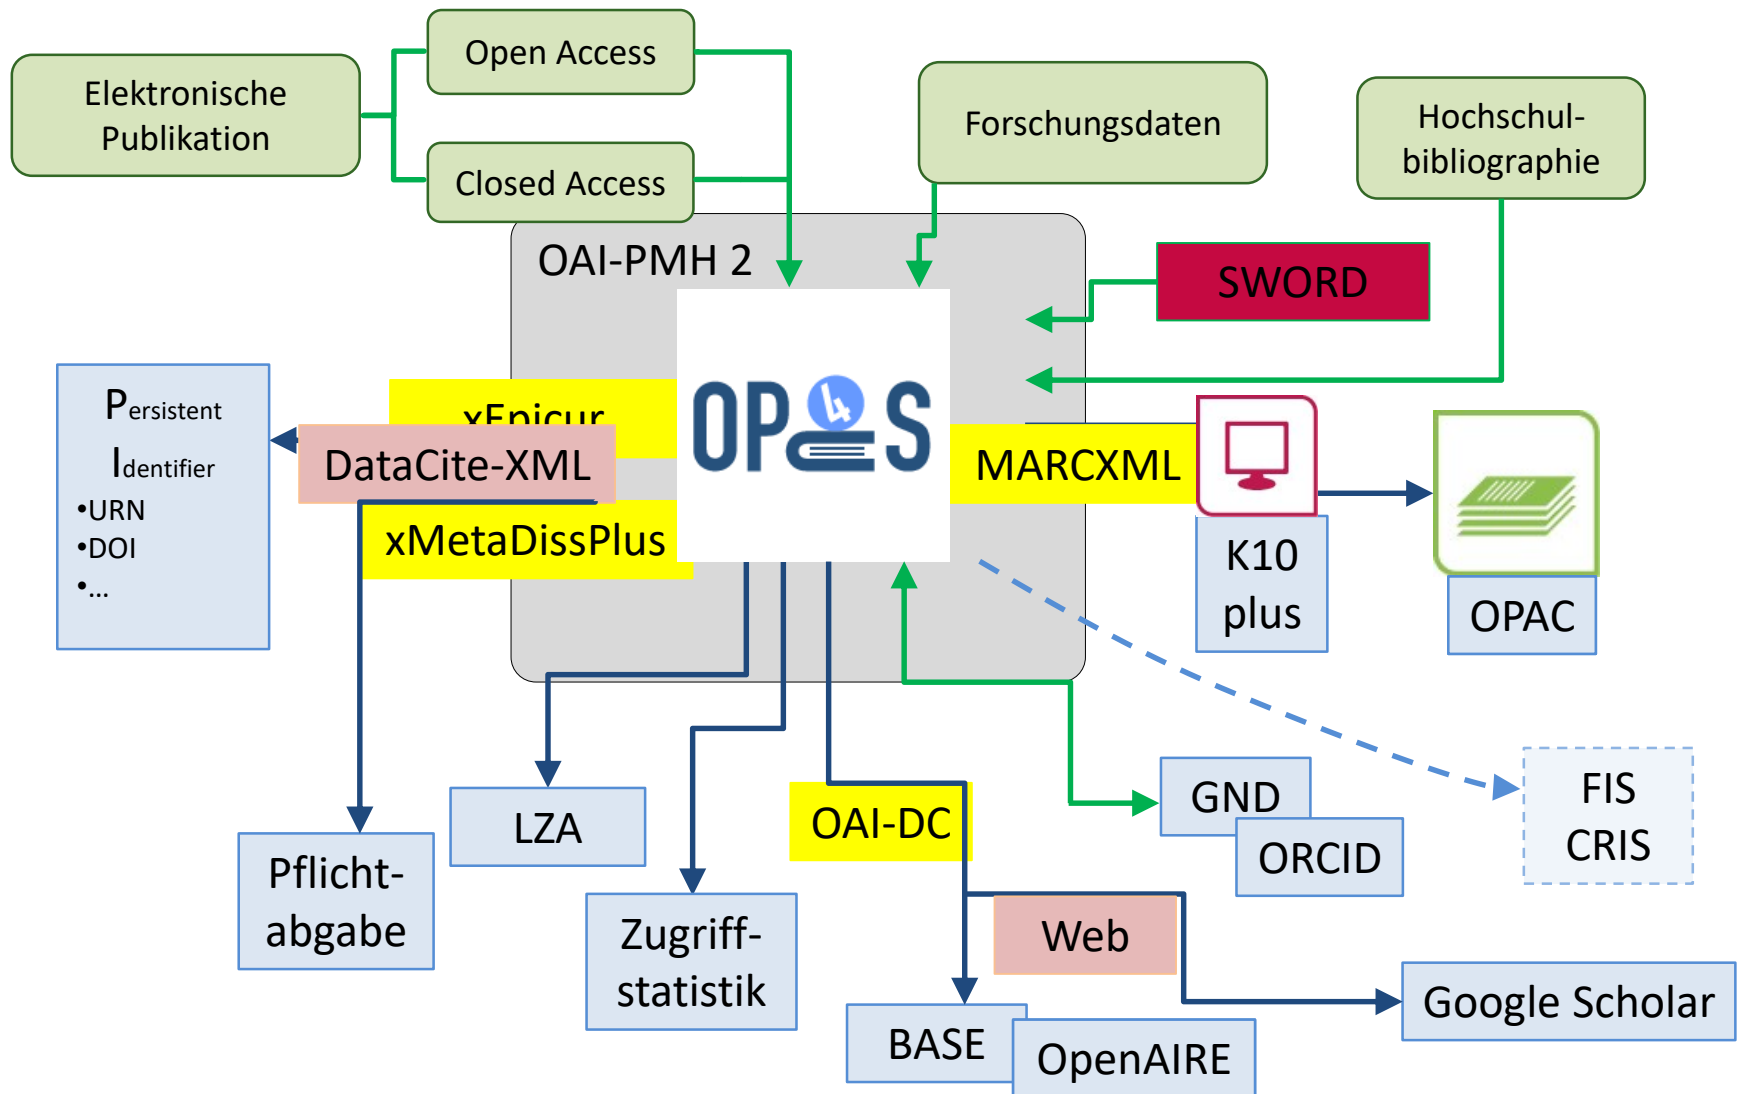 Open Access
Elektronische
Publikation
Closed Access
Forschungsdaten
Hochschul-
bibliographie
OAI-PMH 2
SWORD
OPUS 4
Persistent
Identifier
•URN
•DOI
•...
xEpicur
DataCite-XML
xMetaDissPlus
MARCXML
K10
plus
OPAC
LZA
Pflicht-
abgabe
Zugriff-
statistik
OAI-DC
GND
ORCID
FIS
CRIS
Web
BASE
OpenAIRE
Google Scholar